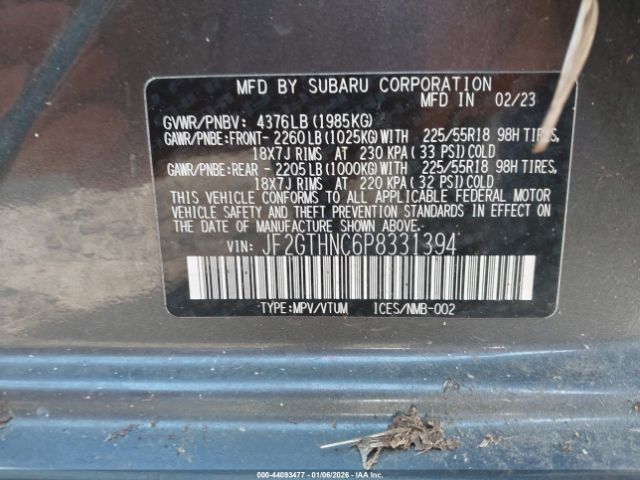 MFD BY SUBARU CORPORATION
MFD IN 02/23
GVWR/PNBV: 4376LB (1985KG)
GAWR/PNBE:FRONT- 2260LB (1025KG) WITH 225/55R18 98H TIRES,
18X7J RIMS AT 230 KPA (33 PSI) COLD
GAWR/PNBE:REAR - 2205LB (1000KG) WITH 225/55R18 98H TIRES,
18X7J RIMS AT 220 KPA (32 PSI) COLD
THIS VEHICLE CONFORMS TO ALL APPLICABLE FEDERAL MOTOR
VEHICLE SAFETY AND THEFT PREVENTION STANDARDS IN EFFECT ON
THE DATE OF MANUFACTURE SHOWN ABOVE.
VIN: JF2GTHNC6P8331394
TYPE:MPV/VTUM ICES/NMB-002
000-44093477 - 01/06/2026 - © IAA Inc.